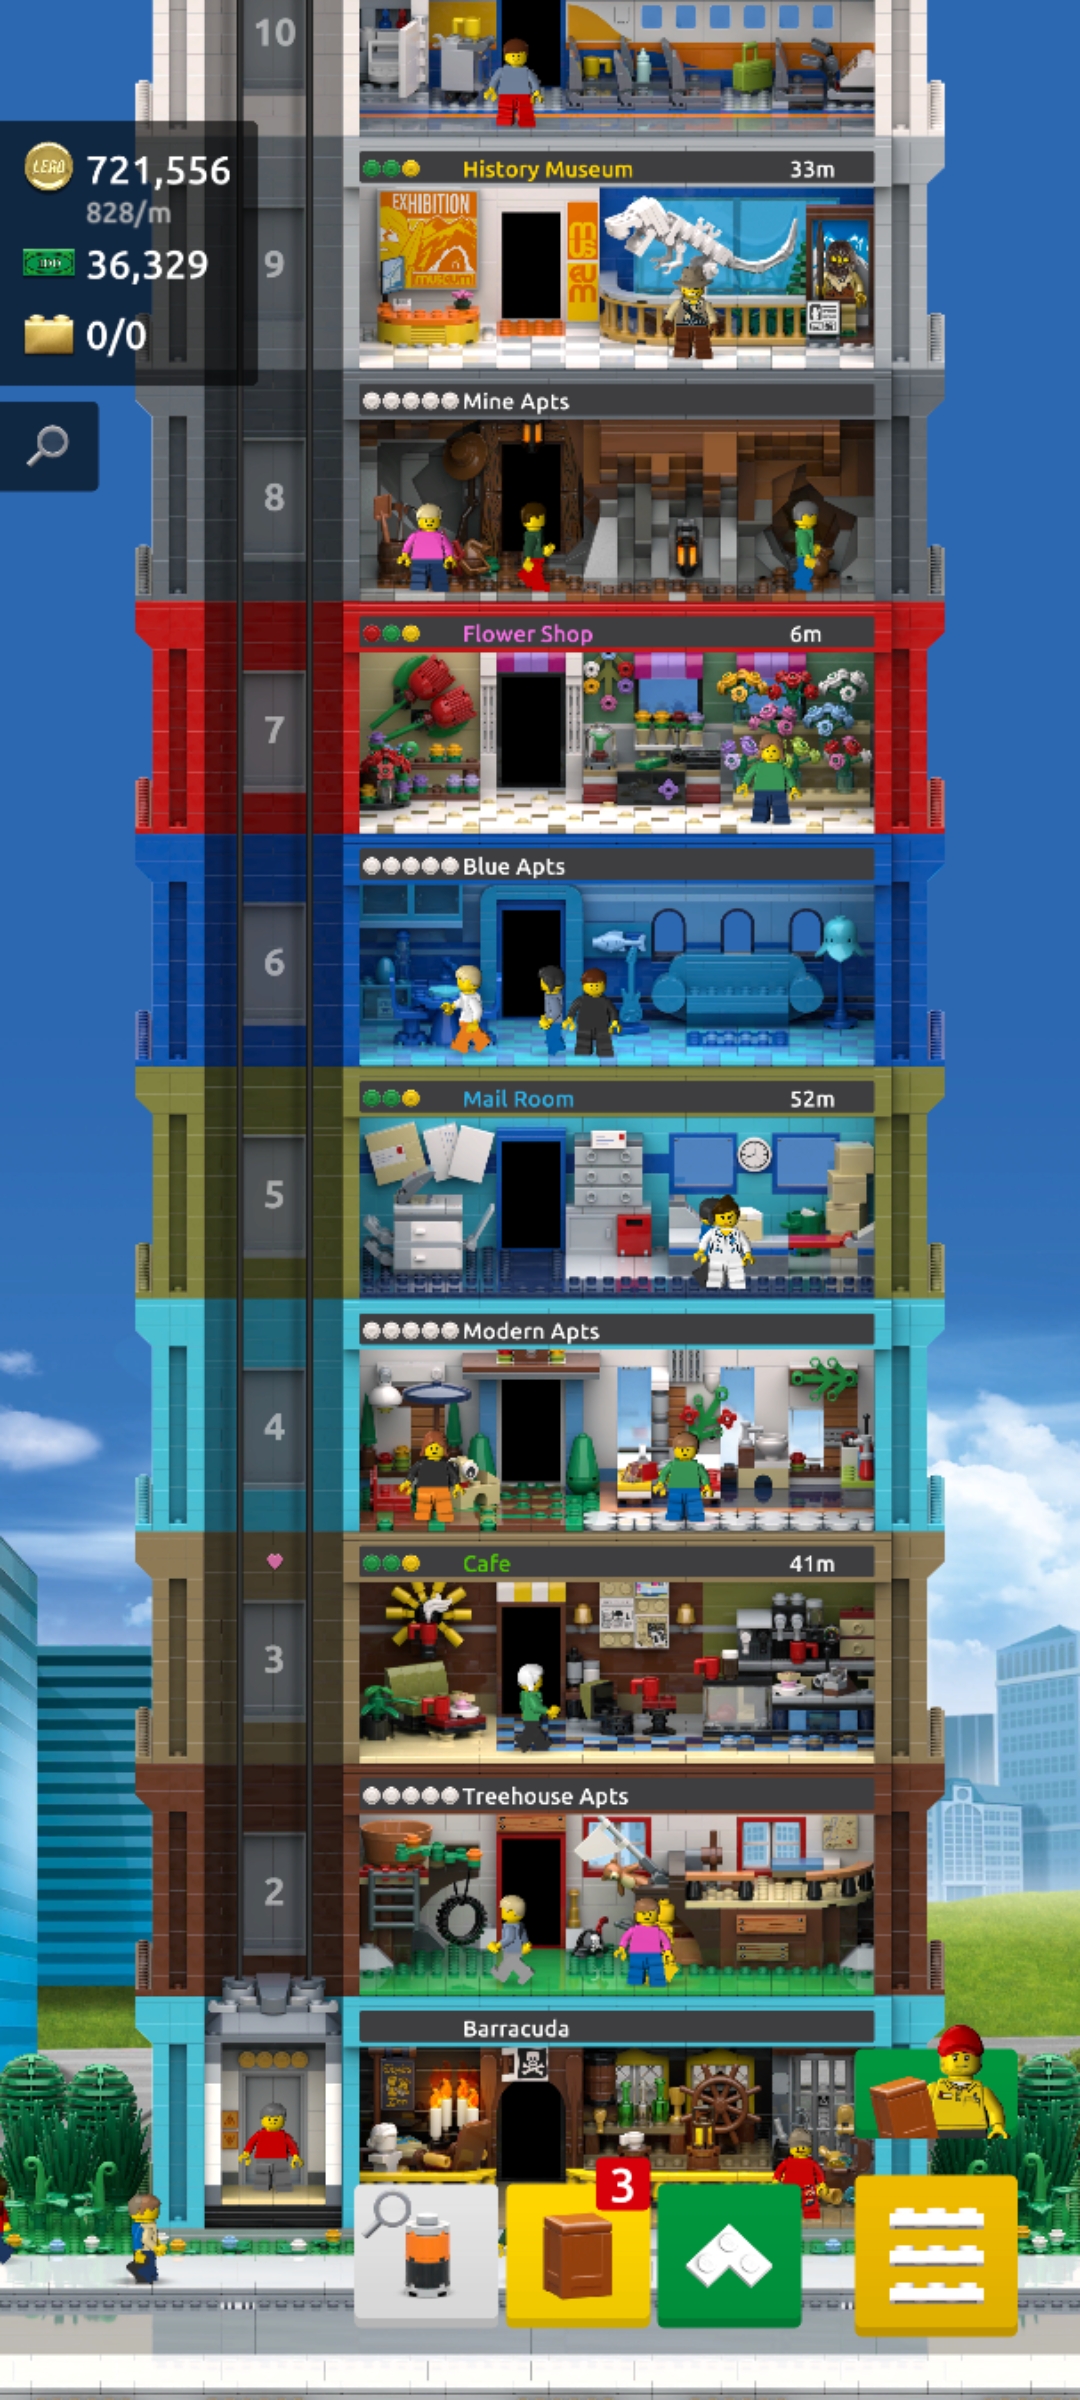 10
LEGO
721,556
828/m
36,329
0/0
History Museum 33m
EXHIBITION
museum
mus
eum
9
Mine Apts
8
Flower Shop 6m
7
Blue Apts
6
Mail Room 52m
5
Modern Apts
4
Cafe 41m
3
Treehouse Apts
2
Barracuda
3